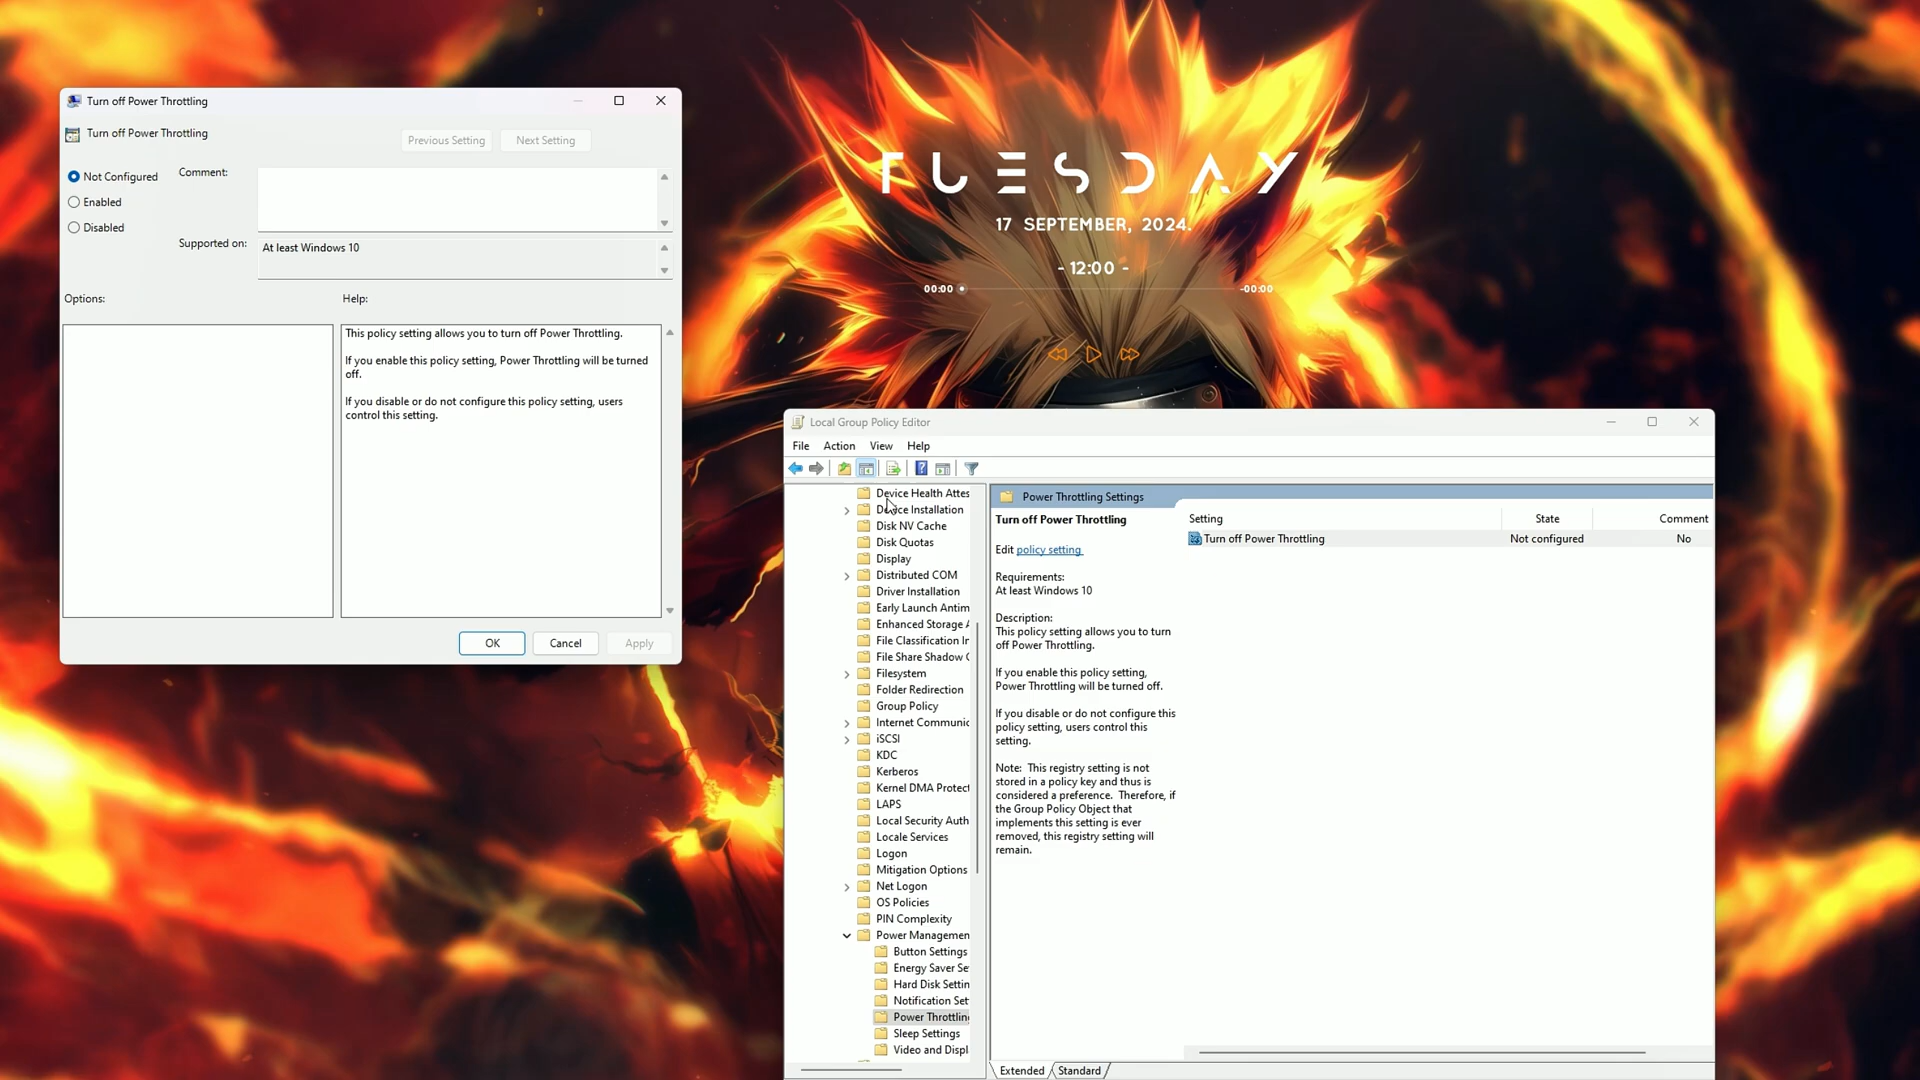 Turn off Power Throttling
Turn off Power Throttling
Previous Setting
Next Setting
Not Configured
Enabled
Disabled
Comment:
Supported on:
At least Windows 10
Options:
Help:
This policy setting allows you to turn off Power Throttling.
If you enable this policy setting, Power Throttling will be turned
off.
If you disable or do not configure this policy setting, users
control this setting.
OK
Cancel
Apply
TUESDAY
17 SEPTEMBER, 2024.
- 12:00 -
00:00
-00:00
Local Group Policy Editor
File
Action
View
Help
Device Health Attes
Device Installation
Disk NV Cache
Disk Quotas
Display
Distributed COM
Driver Installation
Early Launch Antim
Enhanced Storage A
File Classification In
File Share Shadow C
Filesystem
Folder Redirection
Group Policy
Internet Communic
iSCSI
KDC
Kerberos
Kernel DMA Protect
LAPS
Local Security Auth
Locale Services
Logon
Mitigation Options
Net Logon
OS Policies
PIN Complexity
Power Managemen
Button Settings
Energy Saver Se
Hard Disk Settin
Notification Set
Power Throttling
Sleep Settings
Video and Displ
Power Throttling Settings
Turn off Power Throttling
Edit policy setting
Requirements:
At least Windows 10
Description:
This policy setting allows you to turn
off Power Throttling.
If you enable this policy setting,
Power Throttling will be turned off.
If you disable or do not configure this
policy setting, users control this
setting.
Note: This registry setting is not
stored in a policy key and thus is
considered a preference. Therefore, if
the Group Policy Object that
implements this setting is ever
removed, this registry setting will
remain.
Setting
State
Comment
Turn off Power Throttling
Not configured
No
Extended
Standard